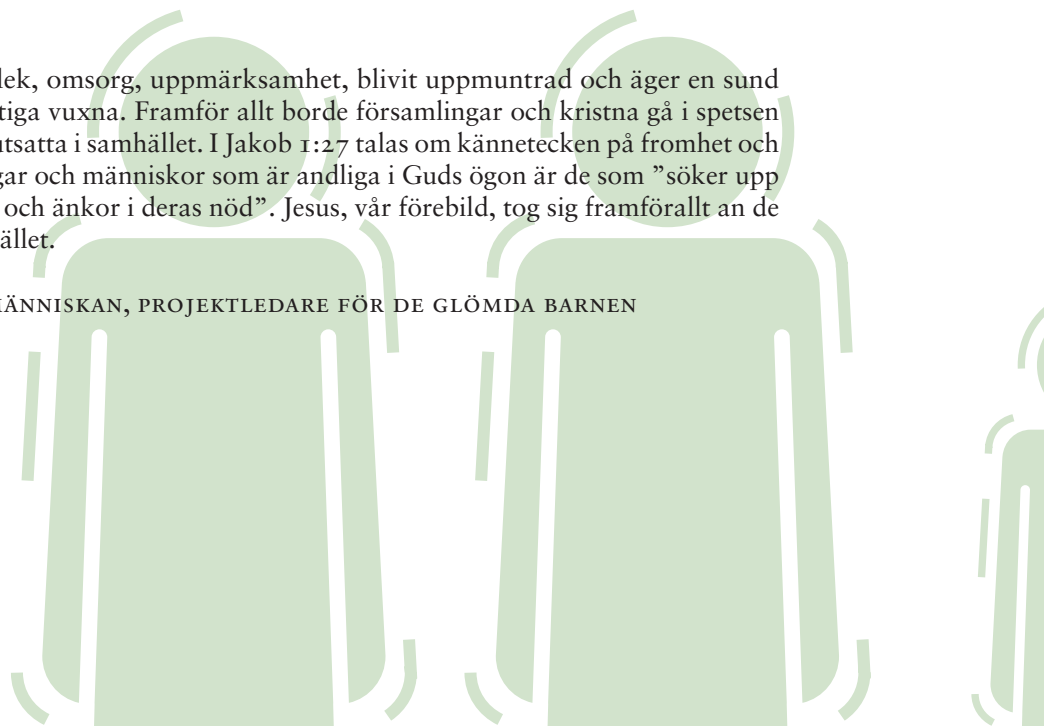 lek, omsorg, uppmärksamhet, blivit uppmuntrad och äger en sund
tiga vuxna. Framför allt borde församlingar och kristna gå i spetsen
utsatta i samhället. I Jakob 1:27 talas om kännetecken på fromhet och
gar och människor som är andliga i Guds ögon är de som ”söker upp
och änkor i deras nöd”. Jesus, vår förebild, tog sig framförallt an de
ället.
MÄNNISKAN, PROJEKTLEDARE FÖR DE GLÖMDA BARNEN